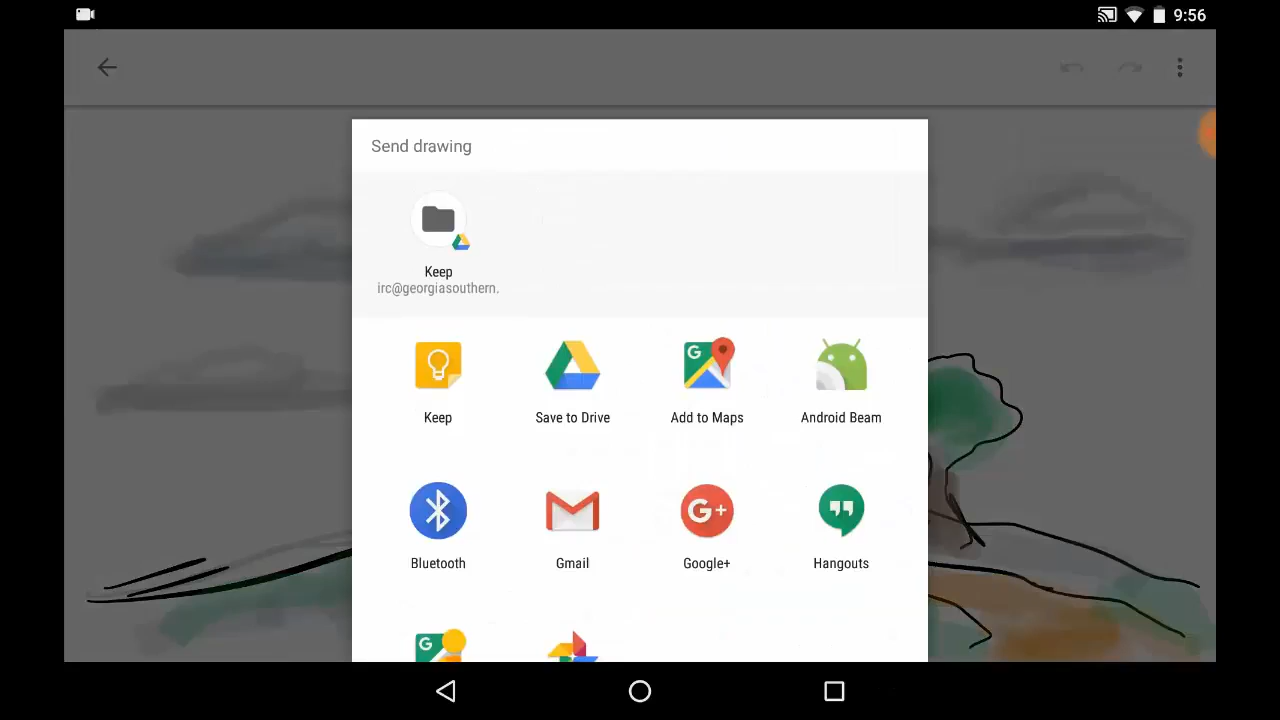 9:56
Send drawing
Keep
irc@georgiasouthern.
Keep
Save to Drive
Add to Maps
Android Beam
Bluetooth
Gmail
Google+
Hangouts